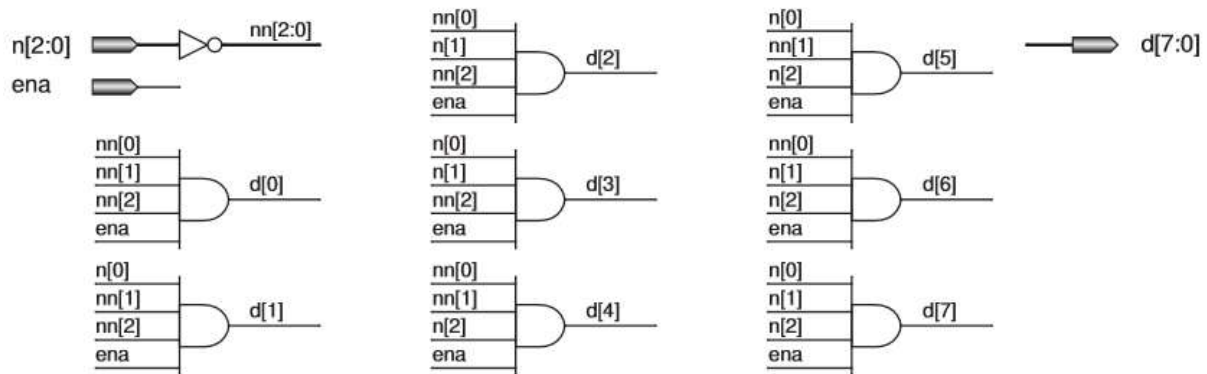 n[2:0]
nn[2:0]
ena
nn[0]
n[1]
nn[2]
ena
d[2]
n[0]
nn[1]
n[2]
ena
d[5]
d[7:0]
nn[0]
nn[1]
nn[2]
ena
d[0]
n[0]
n[1]
nn[2]
ena
d[3]
nn[0]
n[1]
n[2]
ena
d[6]
n[0]
nn[1]
nn[2]
ena
d[1]
nn[0]
nn[1]
n[2]
ena
d[4]
n[0]
n[1]
n[2]
ena
d[7]